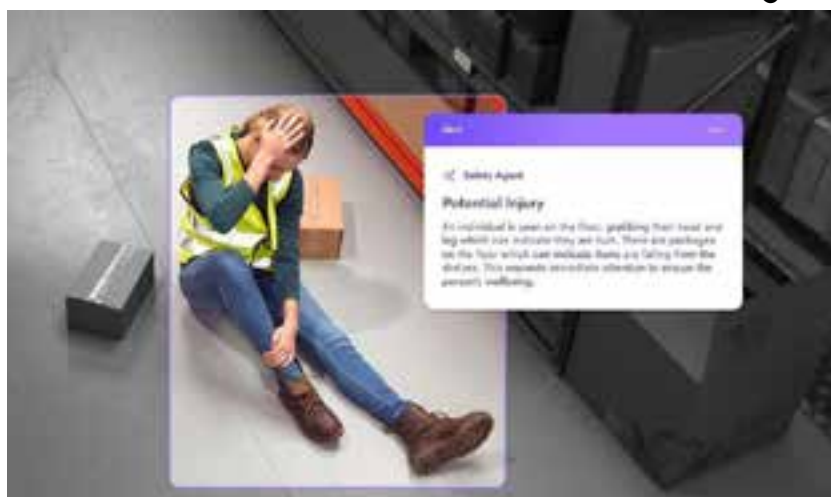 Safety Agent
Potential Injury
An individual is seen on the floor, grabbing their head and
leg which can indicate they are hurt. There are packages
on the floor which can indicate items are falling from the
shelves. This warrants immediate attention to ensure the
person's wellbeing.